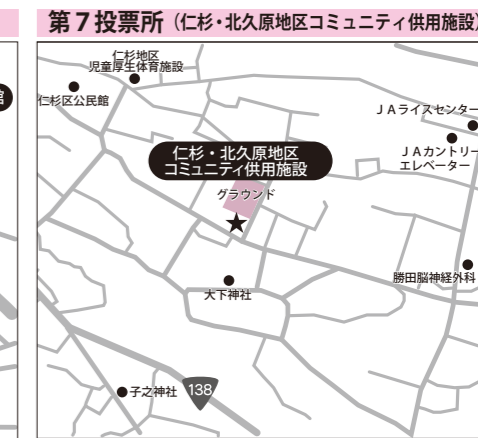 第7投票所（仁杉・北久原地区コミュニティ供用施設）
館
仁杉地区
児童厚生体育施設
仁杉区公民館
JAライスセンター
JAカントリー
エレベーター
仁杉・北久原地区
コミュニティ供用施設
グラウンド
勝田脳神経外科
大下神社
子之神社
138